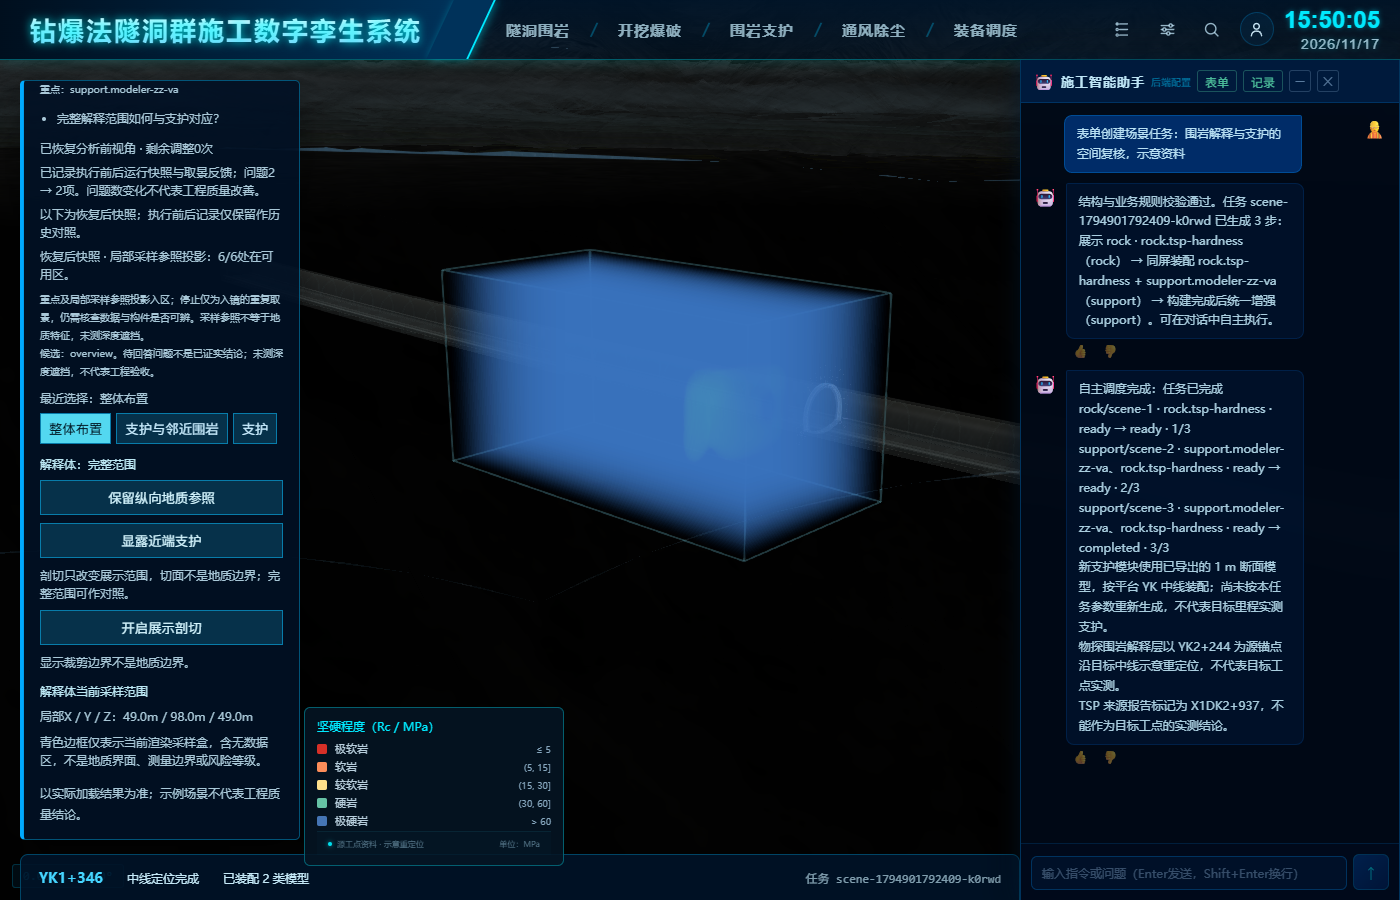 钻爆法隧洞群施工数字孪生系统
隧洞围岩 / 开挖爆破 / 围岩支护 / 通风除尘 / 装备调度
15:50:05
2026/11/17
重点：support.modeler-zz-va
• 完整解释范围如何与支护对应？
已恢复分析前视角 · 剩余调整0次
已记录执行前后运行快照与取景反馈；问题2
→ 2项。问题数变化不代表工程质量改善。
以下为恢复后快照；执行前后记录仅保留作历
史对照。
恢复后快照 · 局部采样参照投影：6/6处在可
用区。
重点及局部采样参照投影入区；停止仅为入镜的重复取
景，仍需核查数据与构件是否可辨。采样参照不等于地
质特征，未测深度遮挡。
候选：overview。待回答问题不是已证实结论；未测深
度遮挡，不代表工程验收。
最近选择：整体布置
整体布置 支护与邻近围岩 支护
解释体：完整范围
保留纵向地质参照
显露近端支护
剖切只改变展示范围，切面不是地质边界；完
整范围可作对照。
开启展示剖切
显示裁剪边界不是地质边界。
解释体当前采样范围
局部X / Y / Z：49.0m / 98.0m / 49.0m
青色边框仅表示当前渲染采样盒，含无数据
区，不是地质界面、测量边界或风险等级。
以实际加载结果为准；示例场景不代表工程质
量结论。
坚硬程度（Rc / MPa）
极软岩 ≤ 5
软岩 (5, 15]
较软岩 (15, 30]
硬岩 (30, 60]
极硬岩 > 60
源工点资料 · 示意重定位 单位：MPa
YK1+346 中线定位完成 已装配 2 类模型 任务 scene-1794901792409-k0rwd
施工智能助手 后端配置 表单 记录
表单创建场景任务：围岩解释与支护的
空间复核，示意资料
结构与业务规则校验通过。任务 scene-
1794901792409-k0rwd 已生成 3 步：
展示 rock · rock.tsp-hardness
（rock） → 同屏装配 rock.tsp-
hardness + support.modeler-zz-va
（support） → 构建完成后统一增强
（support）。可在对话中自主执行。
自主调度完成：任务已完成
rock/scene-1 · rock.tsp-hardness ·
ready → ready · 1/3
support/scene-2 · support.modeler-
zz-va、rock.tsp-hardness · ready →
ready · 2/3
support/scene-3 · support.modeler-
zz-va、rock.tsp-hardness · ready →
completed · 3/3
新支护模块使用已导出的 1 m 断面模
型，按平台 YK 中线装配；尚未按本任
务参数重新生成，不代表目标里程实测
支护。
物探围岩解释层以 YK2+244 为源锚点
沿目标中线示意重定位，不代表目标工
点实测。
TSP 来源报告标记为 X1DK2+937，不
能作为目标工点的实测结论。
输入指令或问题（Enter发送，Shift+Enter换行）